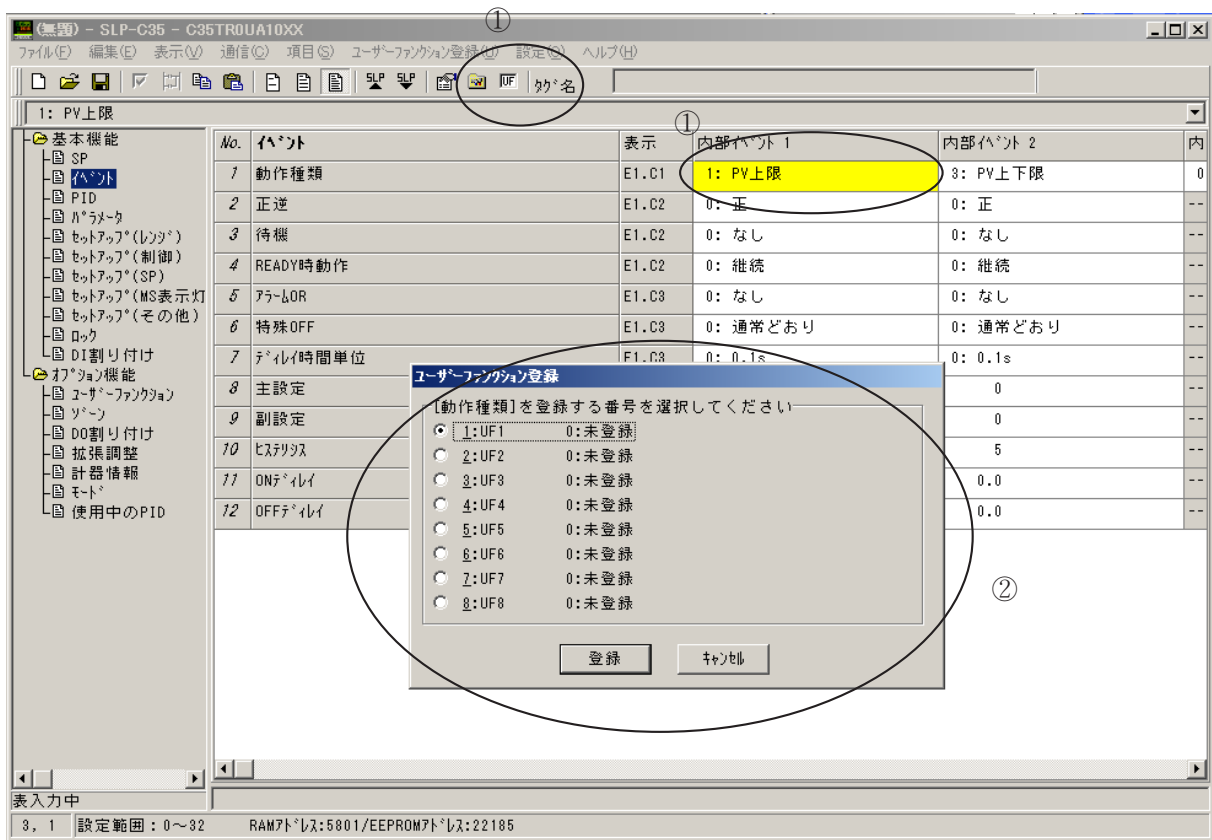 ①
(無題) - SLP-C35 - C35TR0UA10XX
ファイル(F) 編集(E) 表示(V) 通信(C) 項目(S) ユーザーファンクション登録(U) 設定(O) ヘルプ(H)
SLP SLP UF タグ名
1: PV上限
①
基本機能
SP
イベント
PID
パラメータ
セットアップ(レンジ)
セットアップ(制御)
セットアップ(SP)
セットアップ(MS表示灯
セットアップ(その他)
ロック
DI割り付け
オプション機能
ユーザーファンクション
ゾーン
DO割り付け
拡張調整
計器情報
モード
使用中のPID
No. イベント 表示 内部イベント 1 内部イベント 2 内
1 動作種類 E1.C1 1: PV上限 3: PV上下限 0
2 正逆 E1.C2 0: 正 0: 正 --
3 待機 E1.C2 0: なし 0: なし --
4 READY時動作 E1.C2 0: 継続 0: 継続 --
5 アラームOR E1.C3 0: なし 0: なし --
6 特殊OFF E1.C3 0: 通常どおり 0: 通常どおり --
7 ディレイ時間単位 E1.C3 0: 0.1s 0: 0.1s --
8 主設定 0 --
9 副設定 0 --
10 ヒステリシス 5 --
11 ONディレイ 0.0 --
12 OFFディレイ 0.0 --
ユーザーファンクション登録
[動作種類]を登録する番号を選択してください
1:UF1 0:未登録
2:UF2 0:未登録
3:UF3 0:未登録
4:UF4 0:未登録
5:UF5 0:未登録
6:UF6 0:未登録
7:UF7 0:未登録
8:UF8 0:未登録
登録 キャンセル
②
表入力中
3, 1 設定範囲：0～32 RAMアドレス:5801/EEPROMアドレス:22185